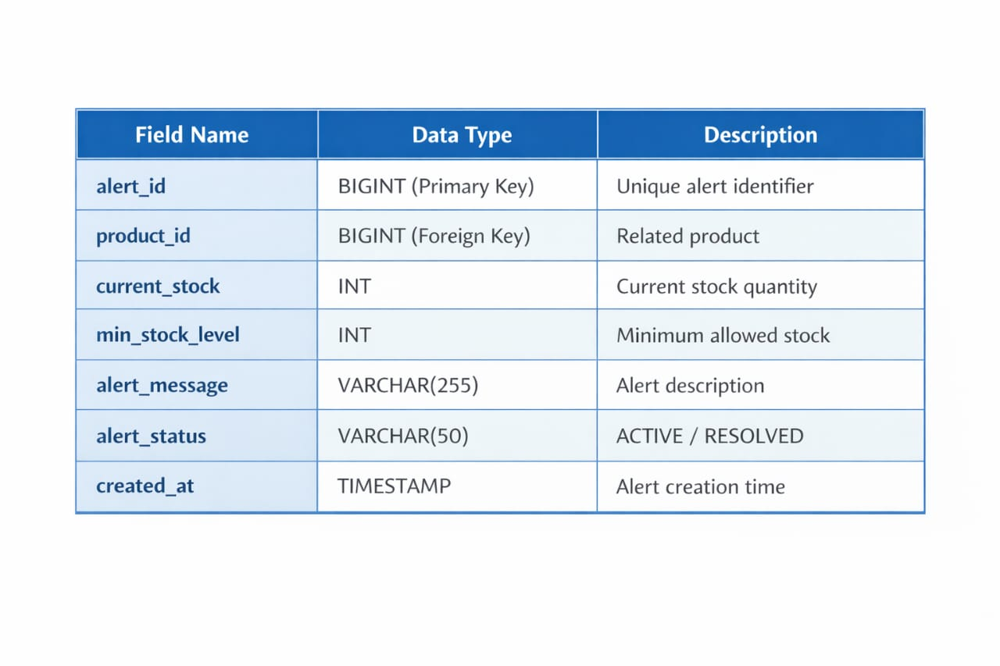 Field Name Data Type Description
alert_id BIGINT (Primary Key) Unique alert identifier
product_id BIGINT (Foreign Key) Related product
current_stock INT Current stock quantity
min_stock_level INT Minimum allowed stock
alert_message VARCHAR(255) Alert description
alert_status VARCHAR(50) ACTIVE / RESOLVED
created_at TIMESTAMP Alert creation time